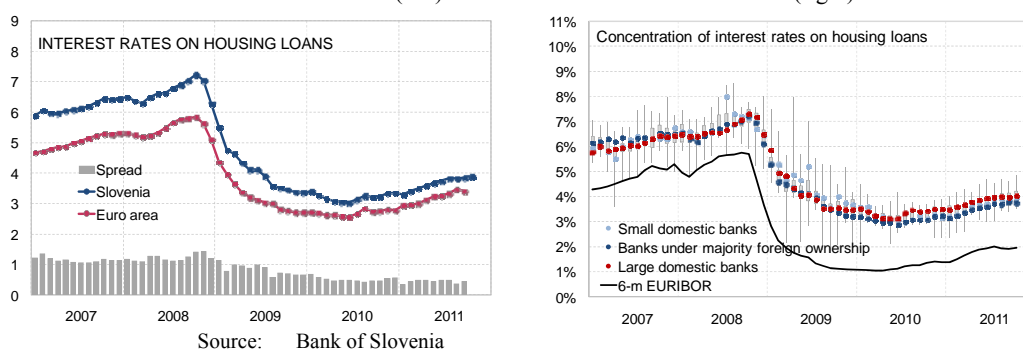 INTEREST RATES ON HOUSING LOANS
9
8
7
6
5
4
3
2
1
0
Spread
Slovenia
Euro area
2007 2008 2009 2010 2011
Concentration of interest rates on housing loans
11%
10%
9%
8%
7%
6%
5%
4%
3%
2%
1%
0%
Small domestic banks
Banks under majority foreign ownership
Large domestic banks
6-m EURIBOR
2007 2008 2009 2010 2011
Source: Bank of Slovenia